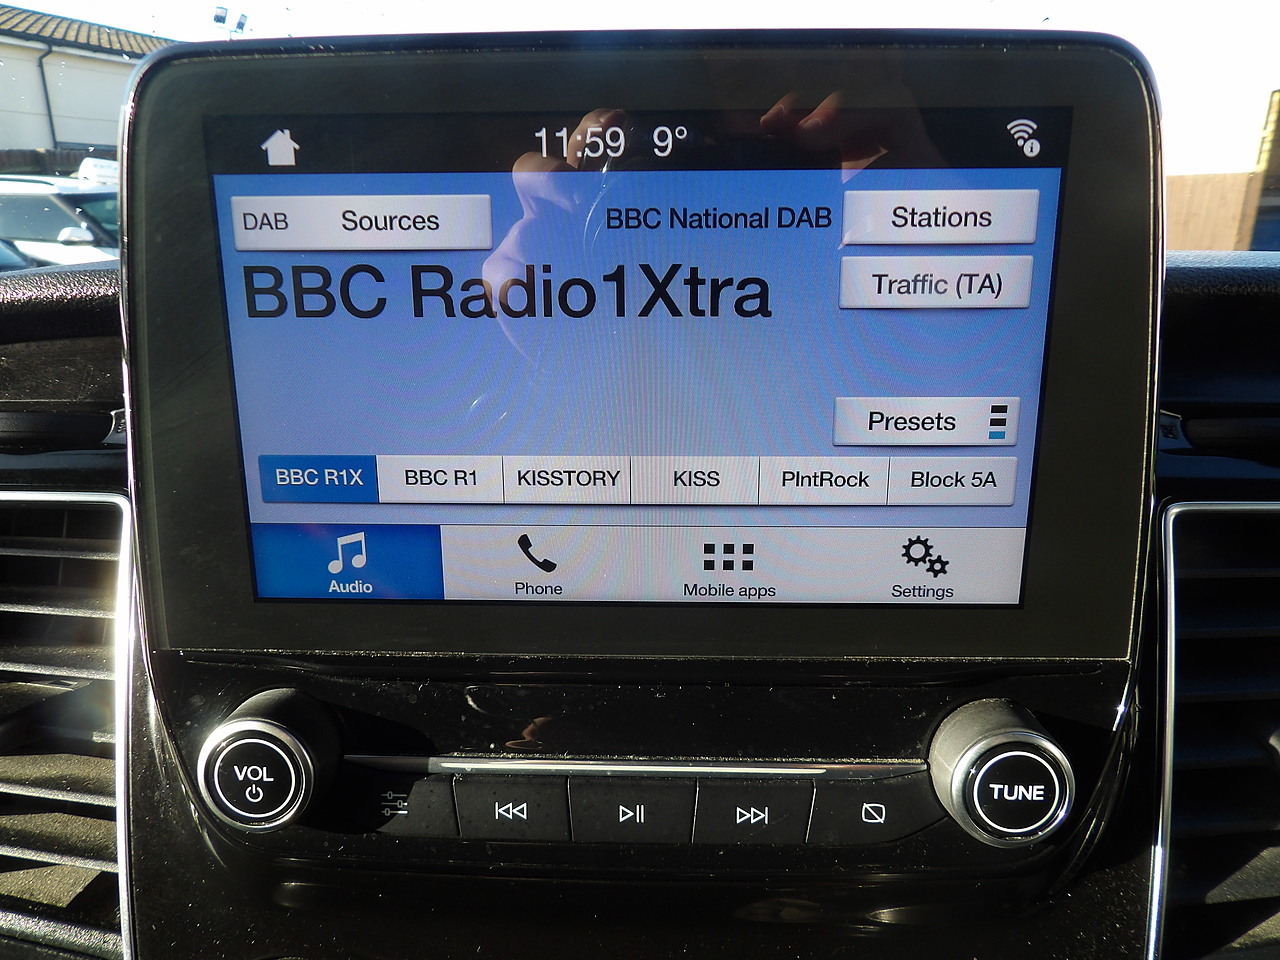 11:59 9°
DAB Sources
BBC National DAB
Stations
BBC Radio1Xtra
Traffic (TA)
Presets
BBC R1X
BBC R1
KISSTORY
KISS
PlntRock
Block 5A
Audio
Phone
Mobile apps
Settings
VOL
TUNE